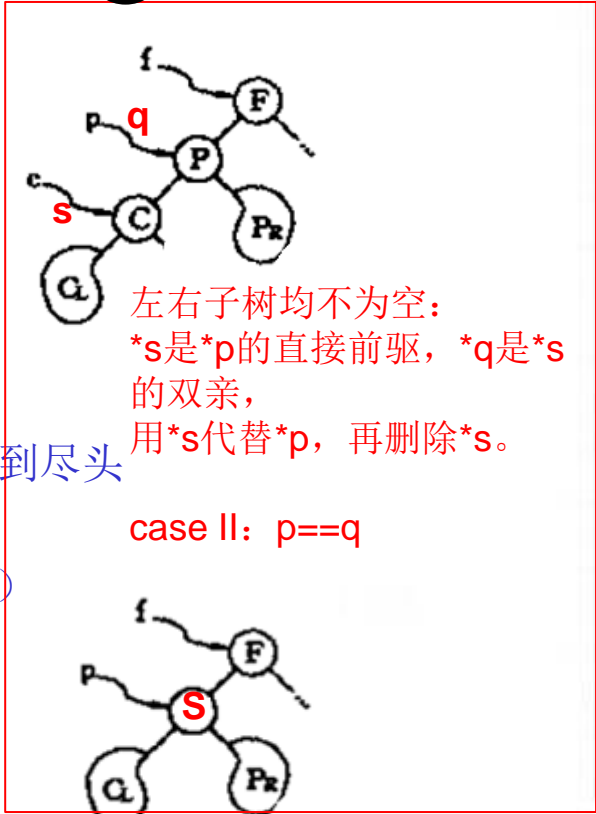 f
F
p
q
P
c
s
C
PR
CL
左右子树均不为空：
*s是*p的直接前驱，*q是*s
的双亲，
用*s代替*p，再删除*s。
到尽头
case II：p==q
)
f
F
p
S
CL
PR